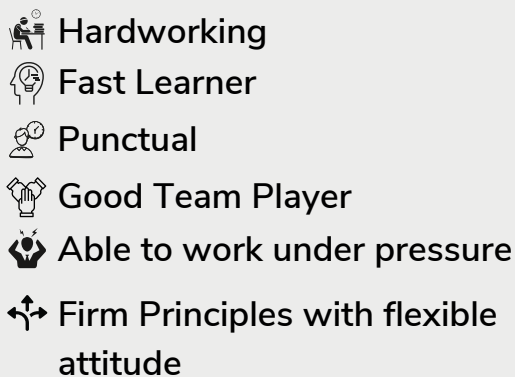 Hardworking
Fast Learner
Punctual
Good Team Player
Able to work under pressure
Firm Principles with flexible
attitude